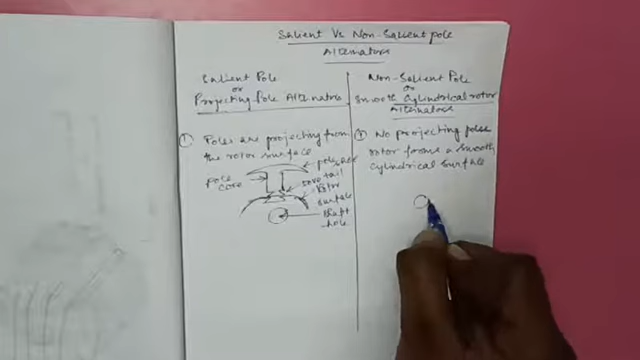 Salient Vs Non-Salient pole
Alternators
Salient Pole
or
Projecting Pole Alternators
① Poles are projecting from
the rotor surface
pole shoe
pole
core
dove tail
Rotor
surface
shaft
hole
Non-Salient Pole
or
Smooth cylindrical rotor
Alternators
① No projecting poles
rotor forms a smooth
cylindrical surface